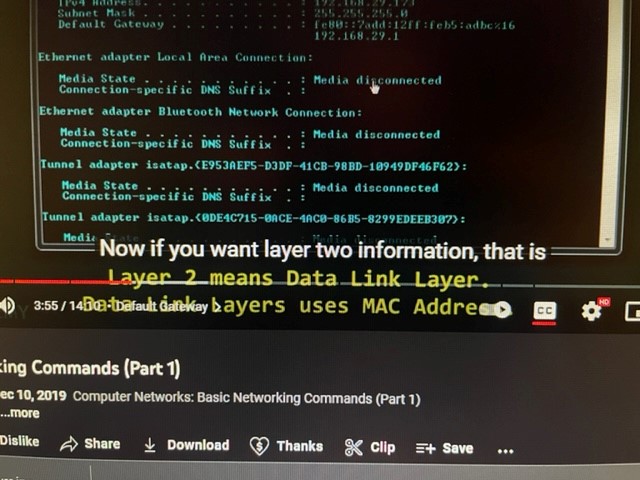 IPv4 Address . . . . . . . . . . . : 192.168.29.173
Subnet Mask . . . . . . . . . . . : 255.255.255.0
Default Gateway . . . . . . . . . : fe80::7add:12ff:feb5:adbc%16
192.168.29.1
Ethernet adapter Local Area Connection:
Media State . . . . . . . . . . . : Media disconnected
Connection-specific DNS Suffix . :
Ethernet adapter Bluetooth Network Connection:
Media State . . . . . . . . . . . : Media disconnected
Connection-specific DNS Suffix . :
Tunnel adapter isatap.{E953AEF5-D3DF-41CB-98BD-10949DF46F62}:
Media State . . . . . . . . . . . : Media disconnected
Connection-specific DNS Suffix . :
Tunnel adapter isatap.{0DE4C715-0ACE-4AC0-86B5-8299EDEEB307}:
Media State . . . . . . . . . . . : Media disconnected
Now if you want layer two information, that is
Layer 2 means Data Link Layer.
Data Link Layers uses MAC Address
3:55 / 14:10 • Default Gateway >
CC
HD
king Commands (Part 1)
ec 10, 2019 Computer Networks: Basic Networking Commands (Part 1)
...more
Dislike Share Download Thanks Clip Save ...